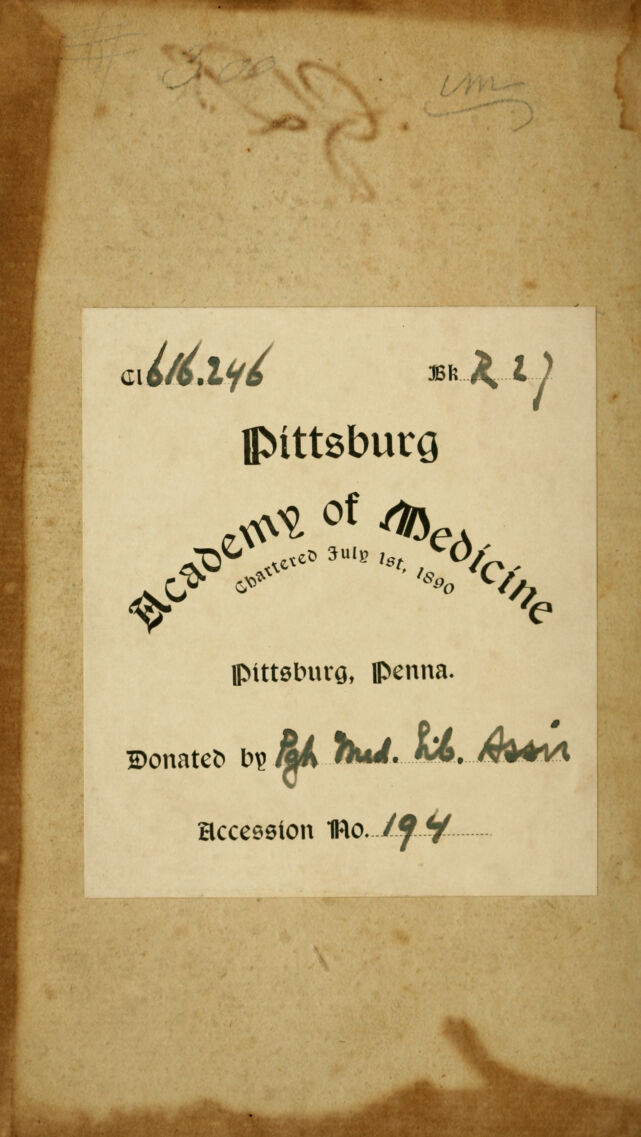 Cl 616.246 Bk R 27
Pittsburg
Academy of Medicine
Chartered July 1st, 1890
Pittsburg, Penna.
Donated by Pgh Med. Lib. Assn
Accession No. 194